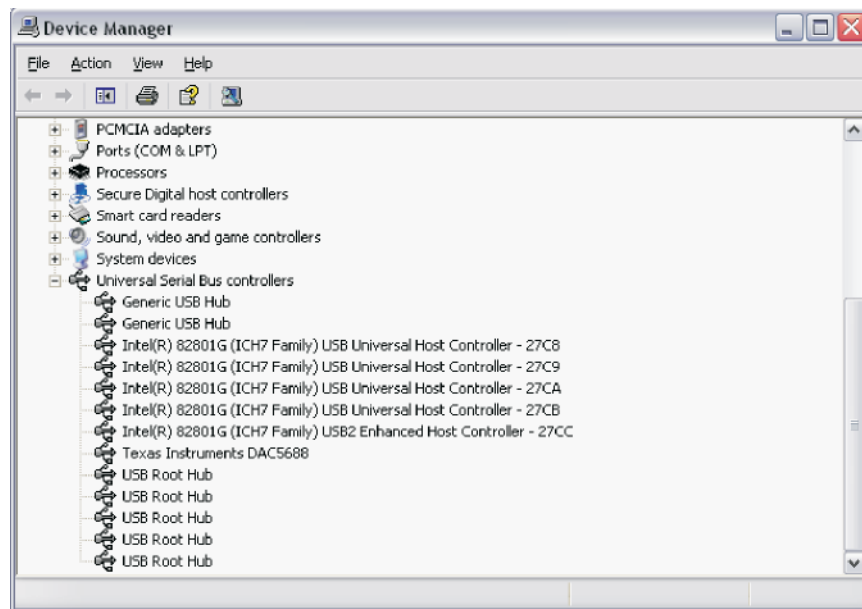 Device Manager
File Action View Help
PCMCIA adapters
Ports (COM & LPT)
Processors
Secure Digital host controllers
Smart card readers
Sound, video and game controllers
System devices
Universal Serial Bus controllers
Generic USB Hub
Generic USB Hub
Intel(R) 82801G (ICH7 Family) USB Universal Host Controller - 27C8
Intel(R) 82801G (ICH7 Family) USB Universal Host Controller - 27C9
Intel(R) 82801G (ICH7 Family) USB Universal Host Controller - 27CA
Intel(R) 82801G (ICH7 Family) USB Universal Host Controller - 27CB
Intel(R) 82801G (ICH7 Family) USB2 Enhanced Host Controller - 27CC
Texas Instruments DAC5688
USB Root Hub
USB Root Hub
USB Root Hub
USB Root Hub
USB Root Hub